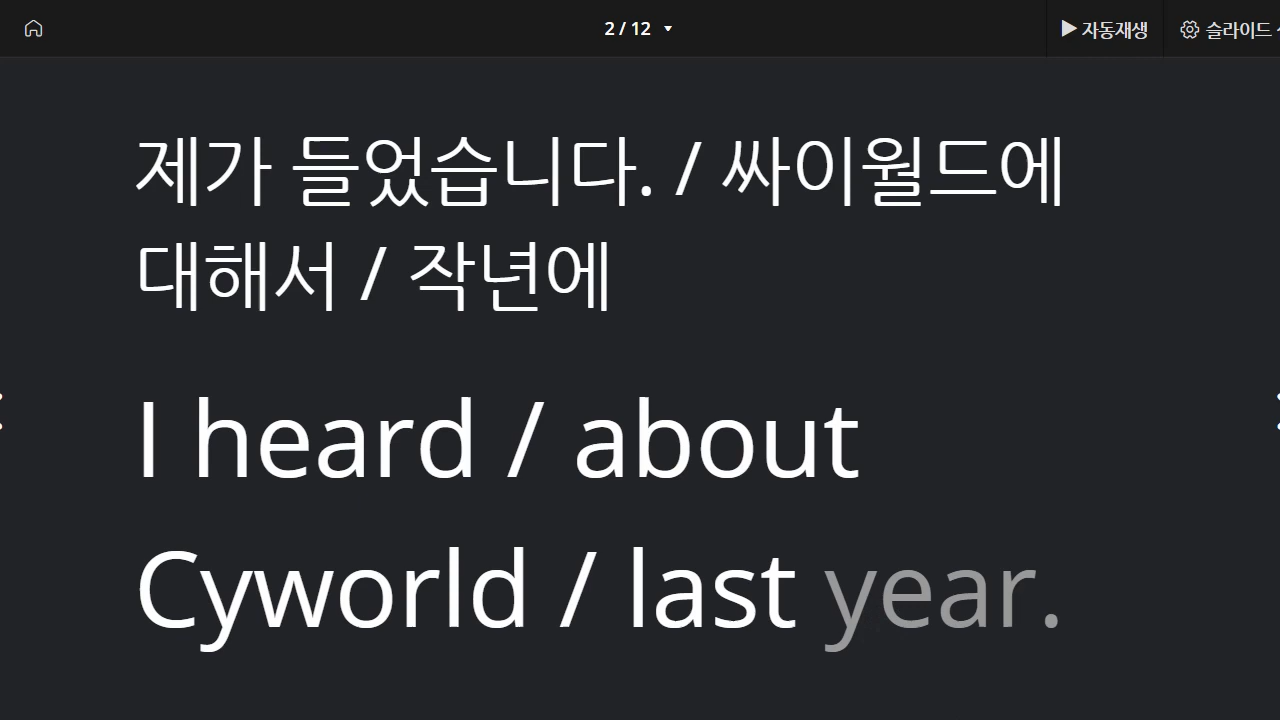 2 / 12
자동재생
슬라이드
제가 들었습니다. / 싸이월드에
대해서 / 작년에
I heard / about
Cyworld / last year.